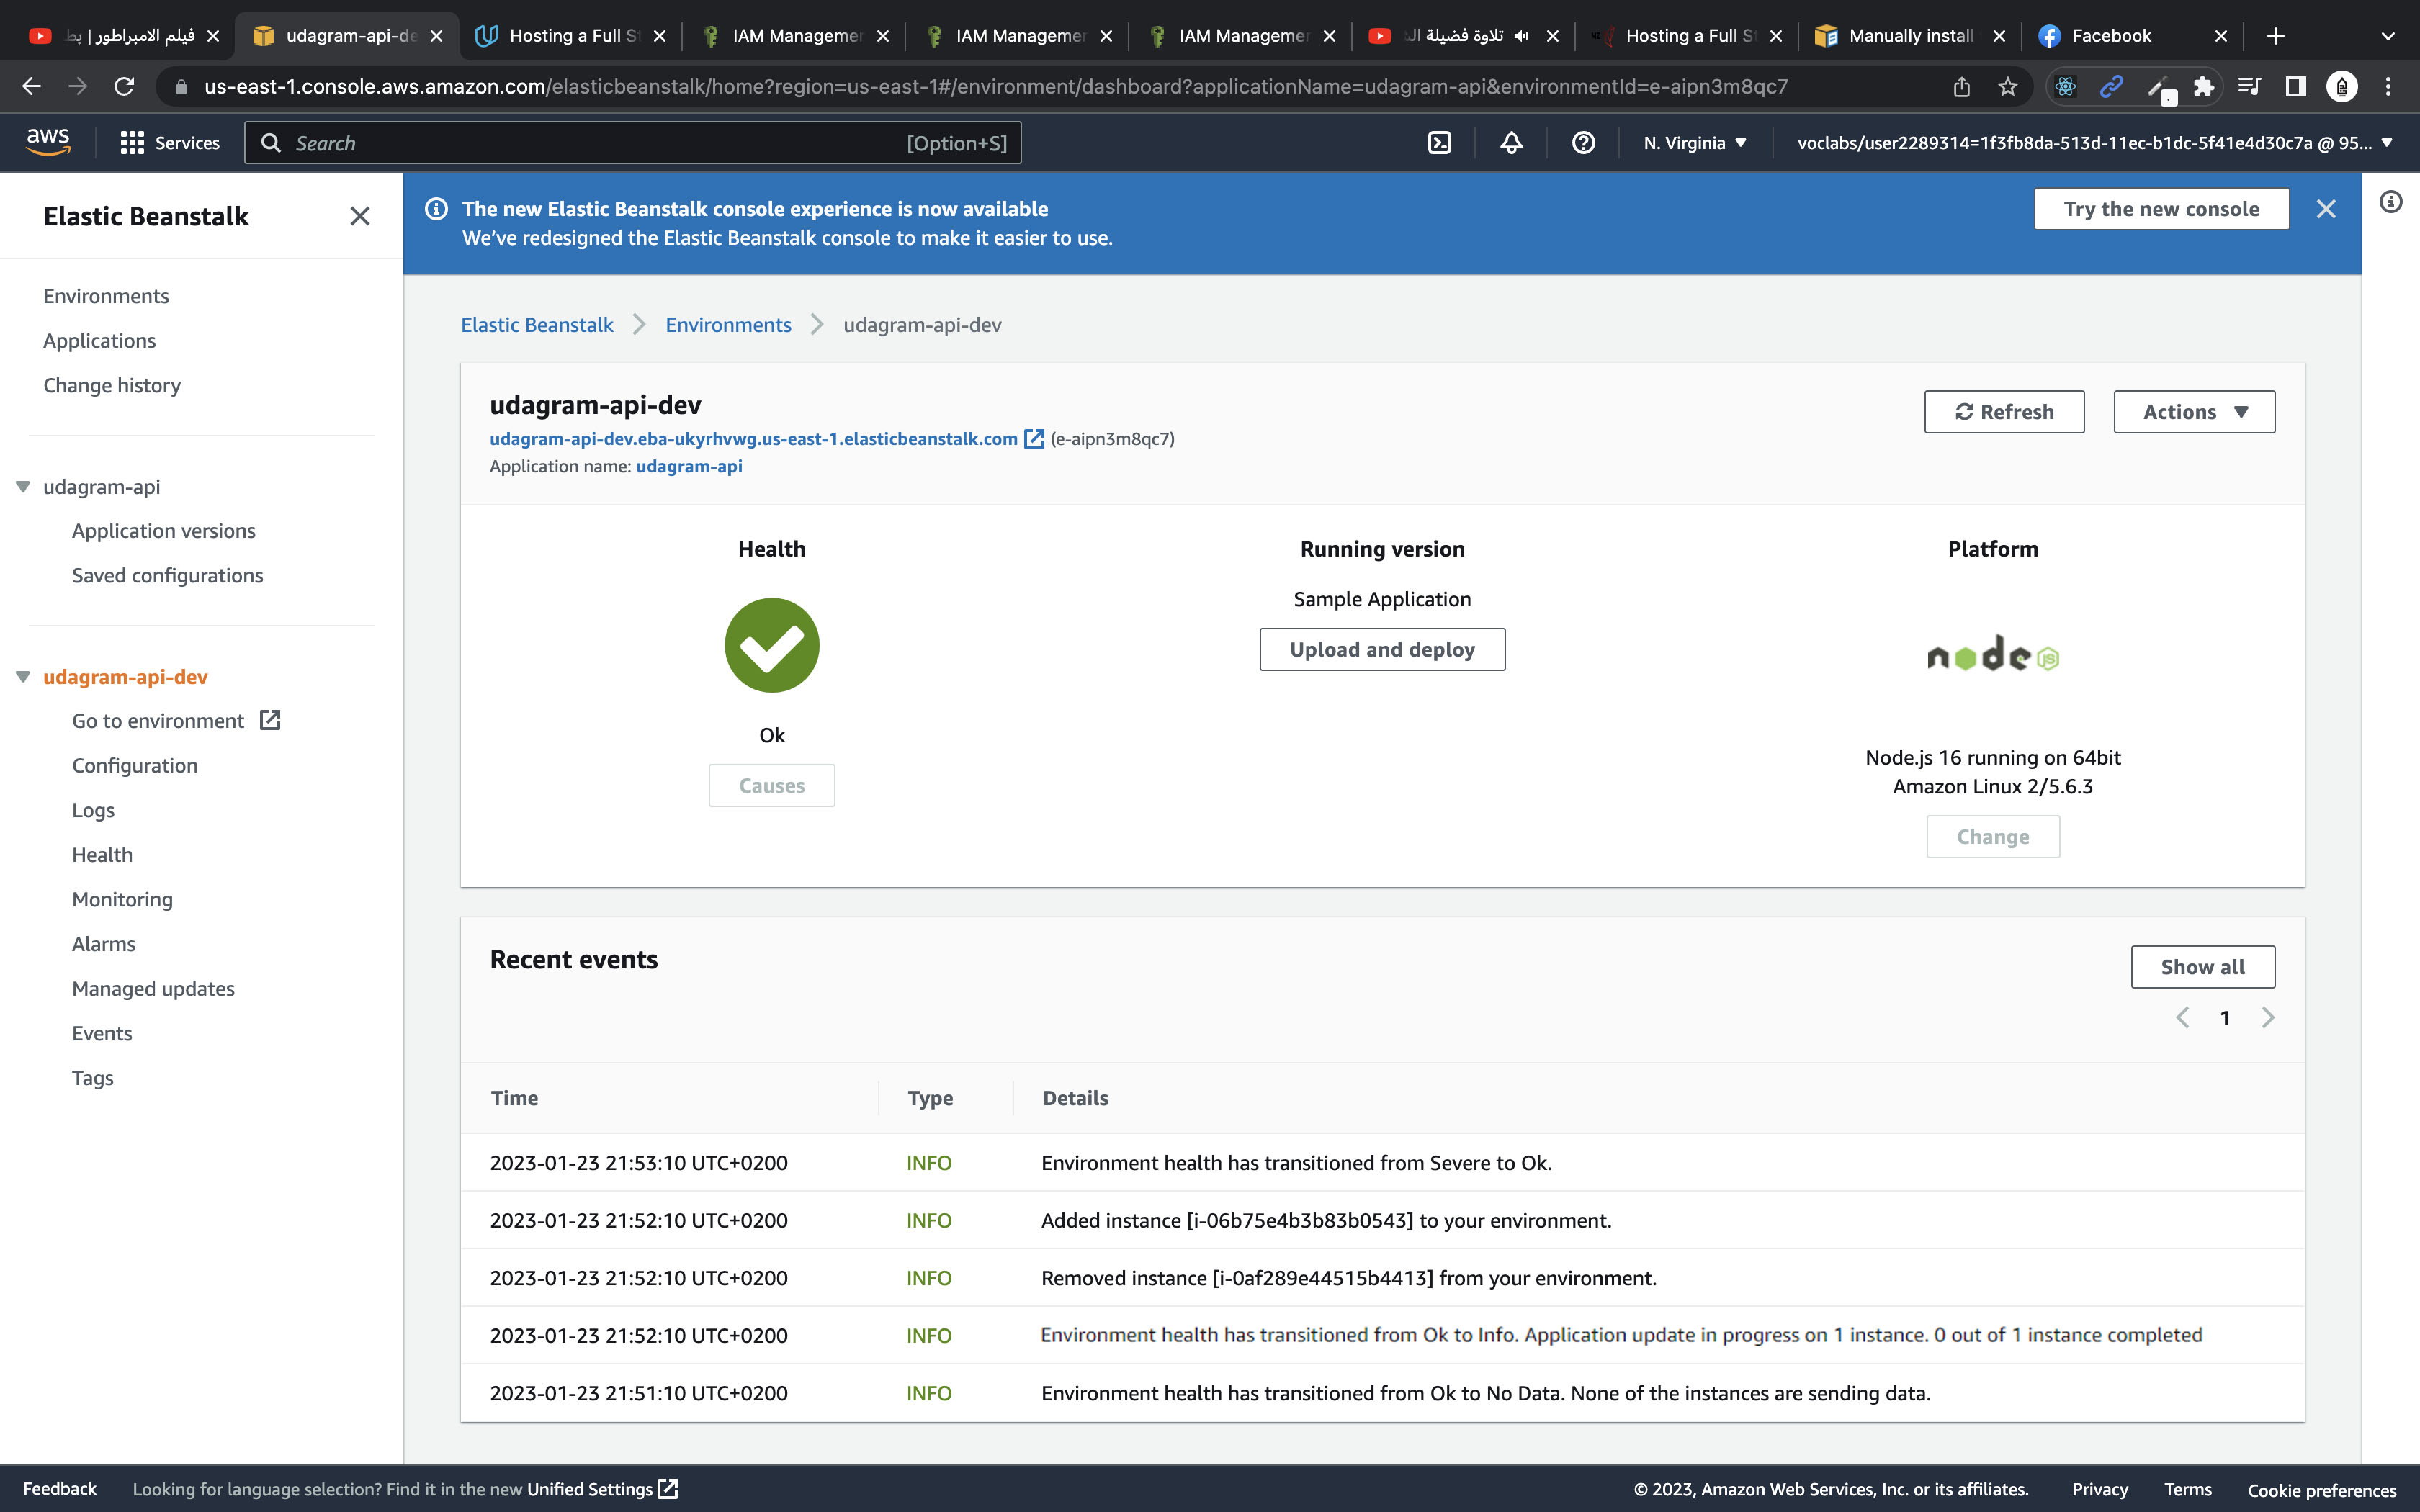 فيلم الامبراطور | بط
udagram-api-de
Hosting a Full S
IAM Managemen
IAM Managemen
IAM Managemen
تلاوة فضيلة
Hosting a Full S
Manually install
Facebook
us-east-1.console.aws.amazon.com/elasticbeanstalk/home?region=us-east-1#/environment/dashboard?applicationName=udagram-api&environmentId=e-aipn3m8qc7
aws
Services
Search
[Option+S]
N. Virginia
voclabs/user2289314=1f3fb8da-513d-11ec-b1dc-5f41e4d30c7a @ 95...
Elastic Beanstalk
Environments
Applications
Change history
udagram-api
Application versions
Saved configurations
udagram-api-dev
Go to environment
Configuration
Logs
Health
Monitoring
Alarms
Managed updates
Events
Tags
The new Elastic Beanstalk console experience is now available
We’ve redesigned the Elastic Beanstalk console to make it easier to use.
Try the new console
Elastic Beanstalk
Environments
udagram-api-dev
udagram-api-dev
udagram-api-dev.eba-ukyrhvwg.us-east-1.elasticbeanstalk.com (e-aipn3m8qc7)
Application name: udagram-api
Refresh
Actions
Health
Ok
Causes
Running version
Sample Application
Upload and deploy
Platform
node JS
Node.js 16 running on 64bit
Amazon Linux 2/5.6.3
Change
Recent events
Show all
1
Time Type Details
2023-01-23 21:53:10 UTC+0200 INFO Environment health has transitioned from Severe to Ok.
2023-01-23 21:52:10 UTC+0200 INFO Added instance [i-06b75e4b3b83b0543] to your environment.
2023-01-23 21:52:10 UTC+0200 INFO Removed instance [i-0af289e44515b4413] from your environment.
2023-01-23 21:52:10 UTC+0200 INFO Environment health has transitioned from Ok to Info. Application update in progress on 1 instance. 0 out of 1 instance completed
2023-01-23 21:51:10 UTC+0200 INFO Environment health has transitioned from Ok to No Data. None of the instances are sending data.
Feedback
Looking for language selection? Find it in the new Unified Settings
© 2023, Amazon Web Services, Inc. or its affiliates.
Privacy
Terms
Cookie preferences